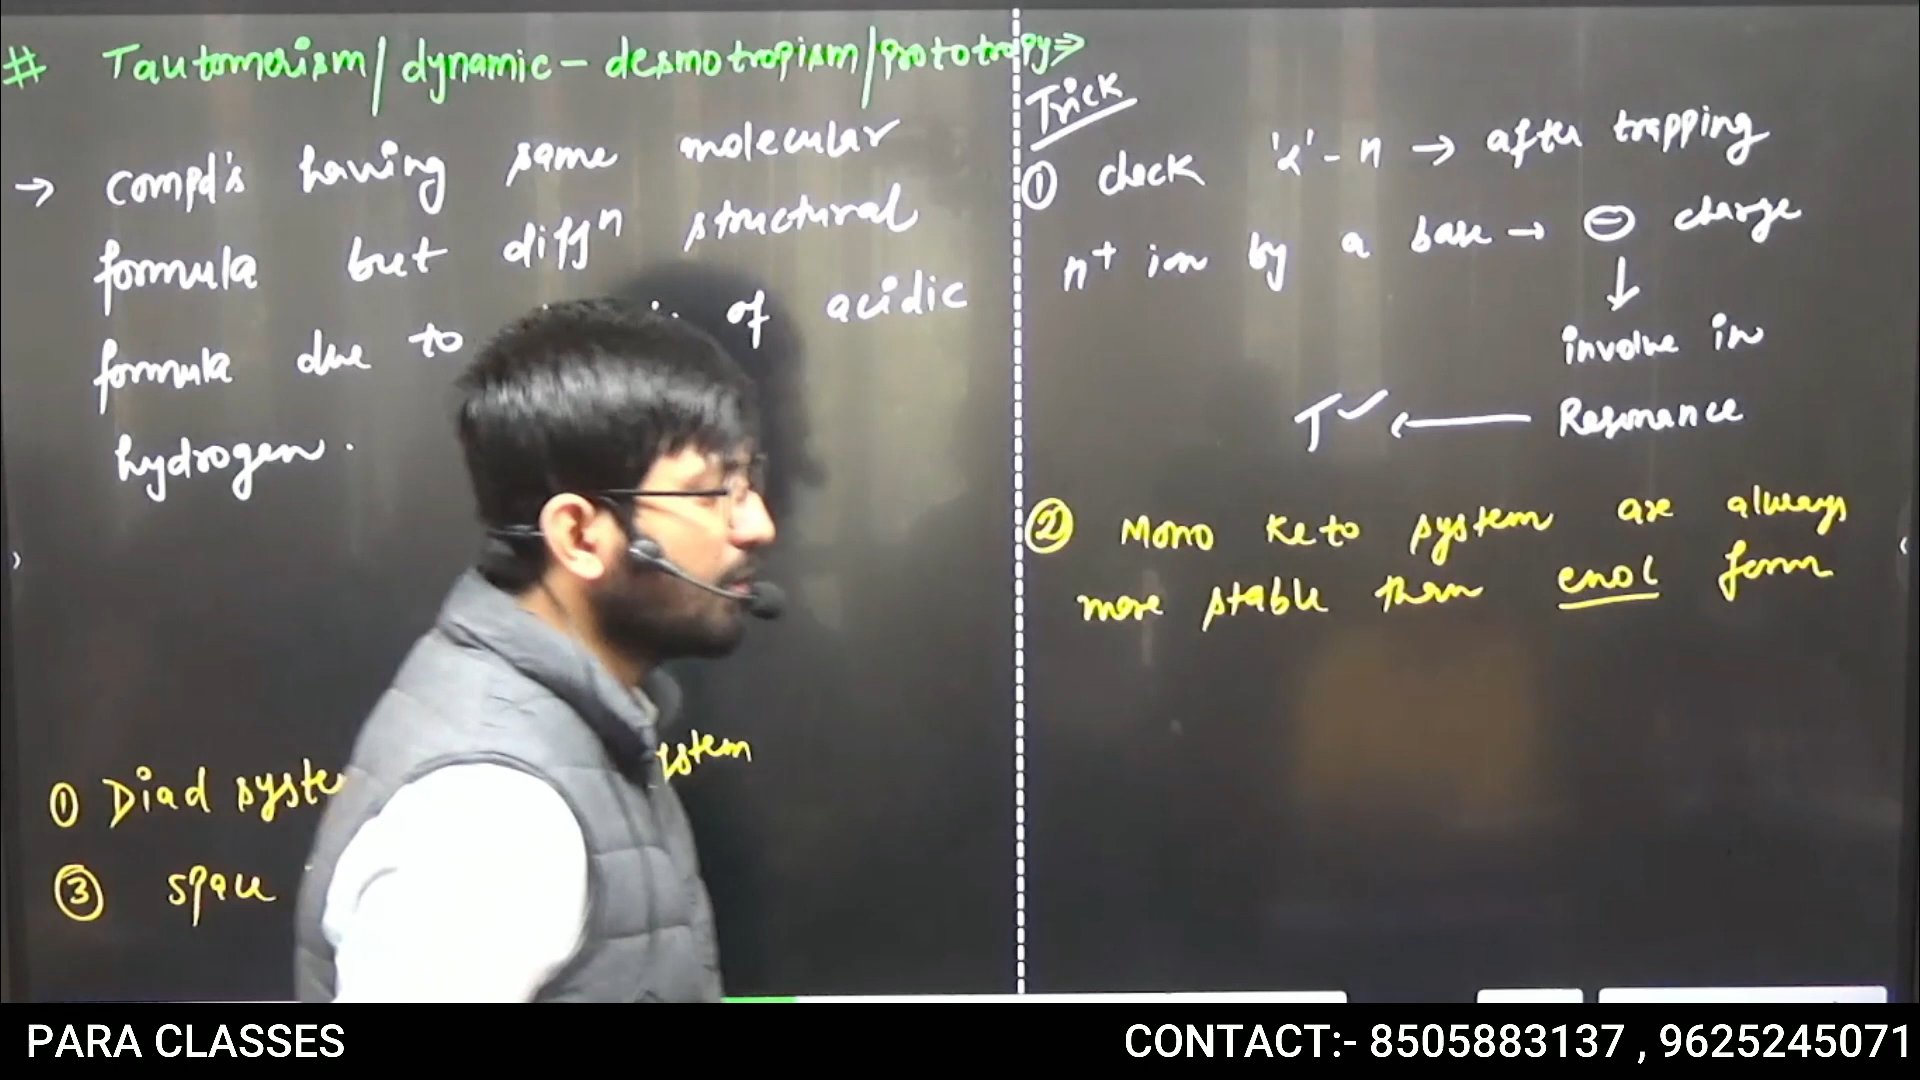 # Tautomerism/dynamic-desmotropism/prototropy⇒
→ compd's having same molecular
formula but diffⁿ structural
formula due to of acidic
hydrogen.
① Diad syste
ystem
③ space
Trick
① check 'α'-H → after trapping
H⁺ ion by a base → ⊖ charge
↓
involve in
T✓ ← Resonance
② Mono keto system are always
more stable than enol form
PARA CLASSES
CONTACT:- 8505883137 , 9625245071